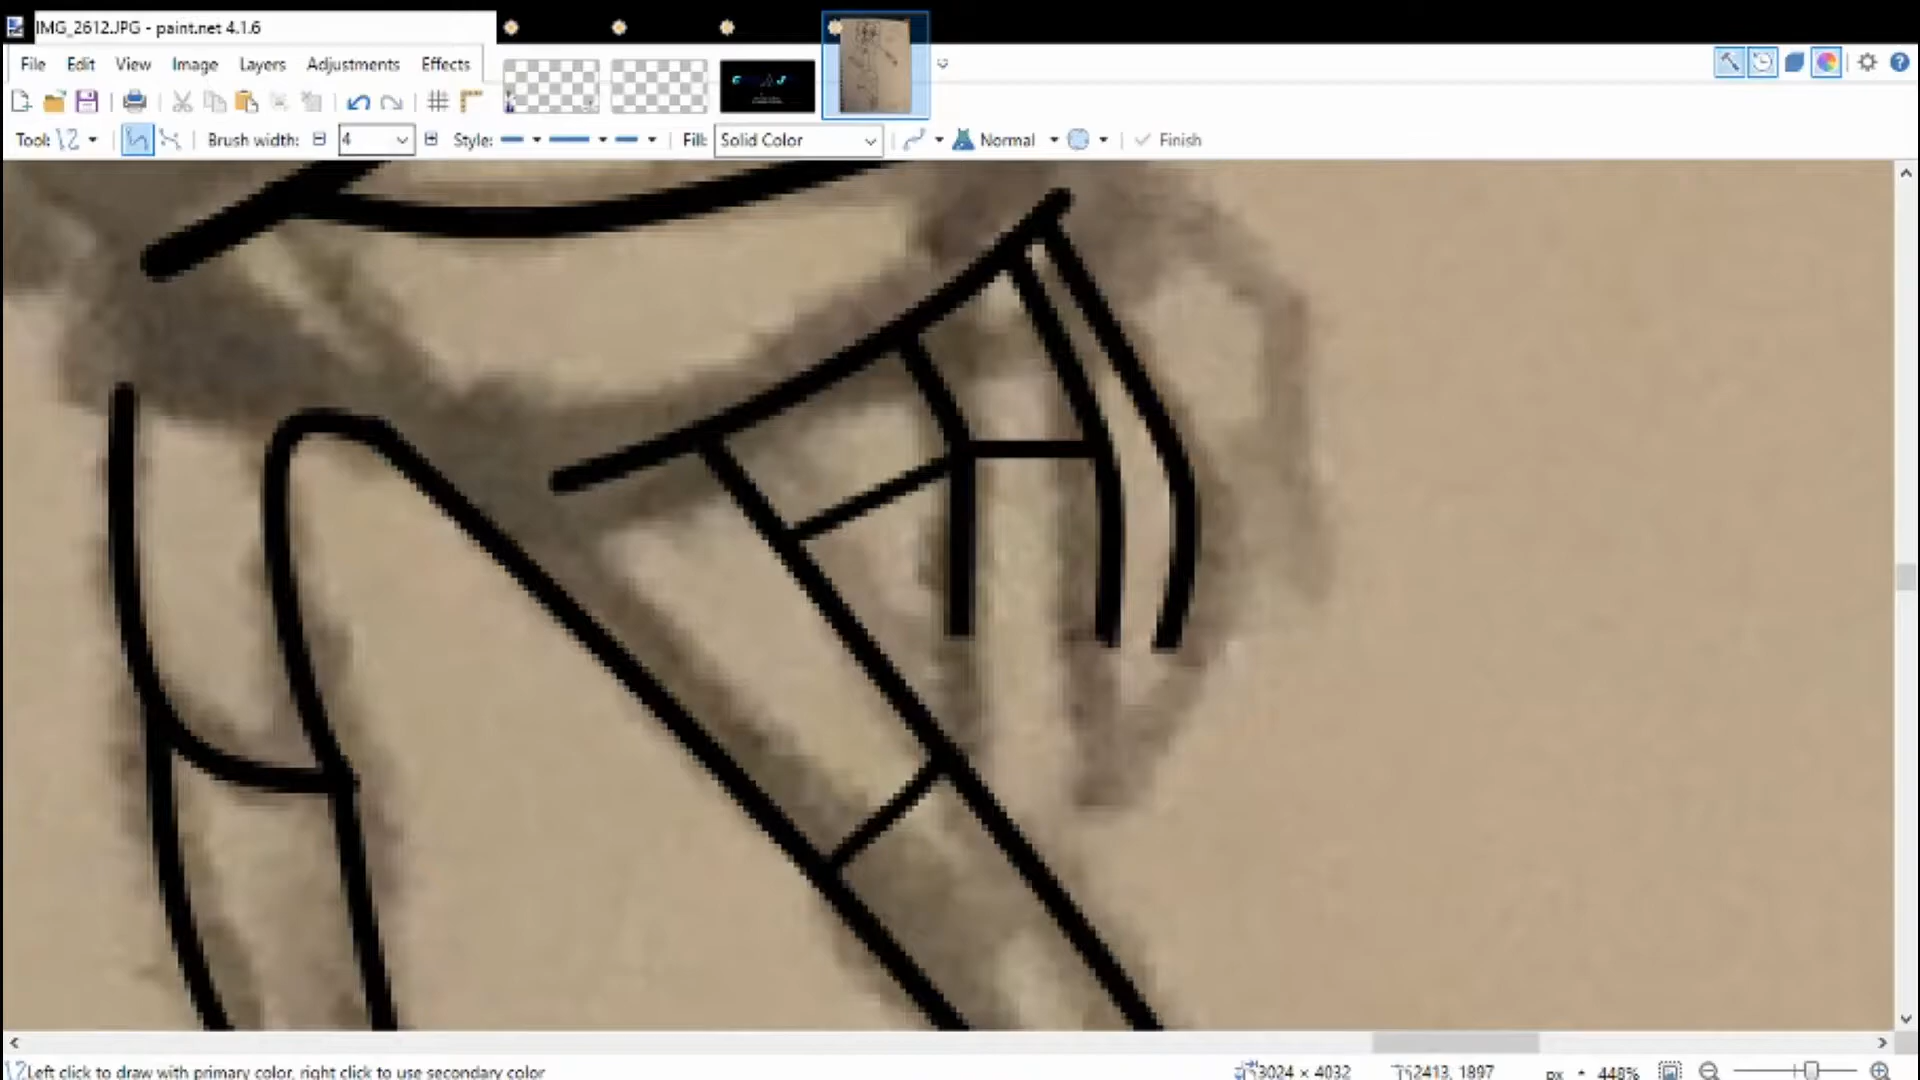 IMG_2612.JPG - paint.net 4.1.6
File Edit View Image Layers Adjustments Effects
Tool: Brush width: 4 Style: Fill: Solid Color Normal Finish
Left click to draw with primary color, right click to use secondary color 3024 × 4032 2413, 1897 px 448%